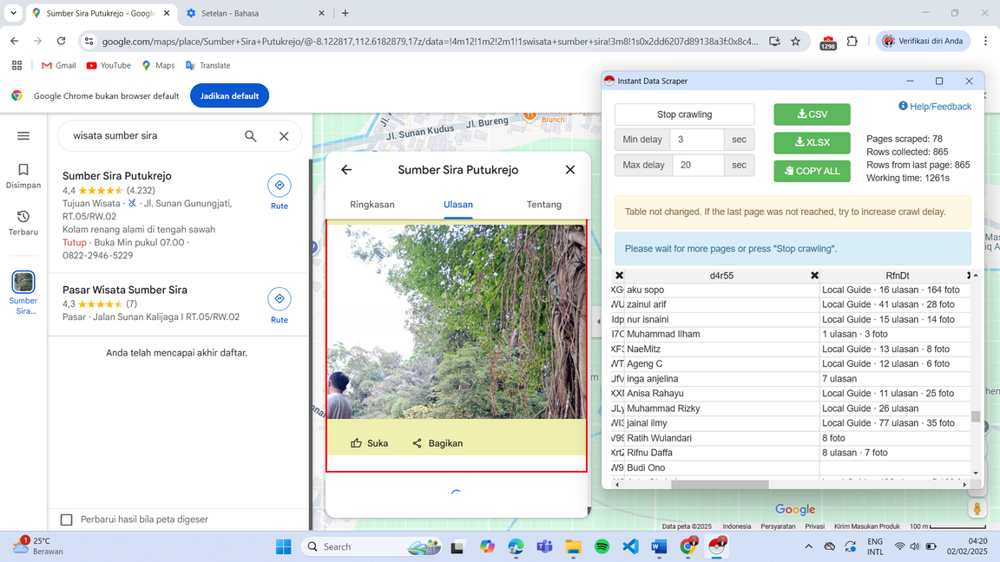 Sumber Sira Putukrejo - Google
Setelan - Bahasa
google.com/maps/place/Sumber+Sira+Putukrejo/@-8.122817,112.6182879,17z/data=!4m12!1m2!2m1!1swisata+sumber+sira!3m8!1s0x2dd6207d89138a3f:0x8c4...
1298
Verifikasi diri Anda
Gmail
YouTube
Maps
Translate
Google Chrome bukan browser default
Jadikan default
Disimpan
Terbaru
Sumber
Sira...
wisata sumber sira
Sumber Sira Putukrejo
4,4 (4.232)
Tujuan Wisata · · Jl. Sunan Gunungjati,
RT.05/RW.02
Kolam renang alami di tengah sawah
Tutup · Buka Min pukul 07.00 ·
0822-2946-5229
Rute
Pasar Wisata Sumber Sira
4,3 (7)
Pasar · Jalan Sunan Kalijaga I RT.05/RW.02
Rute
Anda telah mencapai akhir daftar.
Perbarui hasil bila peta digeser
Jl. Sunan Kudus
Jl. Bureng
Brunch
Sumber Sira Putukrejo
Ringkasan
Ulasan
Tentang
Suka
Bagikan
Instant Data Scraper
Stop crawling
Min delay 3 sec
Max delay 20 sec
CSV
XLSX
COPY ALL
Help/Feedback
Pages scraped: 78
Rows collected: 865
Rows from last page: 865
Working time: 1261s
Table not changed. If the last page was not reached, try to increase crawl delay.
Please wait for more pages or press "Stop crawling".
d4r55 RfnDt
aku sopo Local Guide · 16 ulasan · 164 foto
zainul arif Local Guide · 41 ulasan · 28 foto
nur isnaini Local Guide · 15 ulasan · 14 foto
Muhammad Ilham 1 ulasan · 3 foto
NaeMitz Local Guide · 13 ulasan · 8 foto
Ageng C Local Guide · 12 ulasan · 6 foto
inga anjelina 7 ulasan
Anisa Rahayu Local Guide · 11 ulasan · 25 foto
Muhammad Rizky Local Guide · 26 ulasan
jainal ilmy Local Guide · 77 ulasan · 35 foto
Ratih Wulandari 8 foto
Rifnu Daffa 8 ulasan · 7 foto
Budi Ono
Google
Data peta ©2025 Indonesia Persyaratan Privasi Kirim Masukan Produk 100 m
1
25°C
Berawan
Search
ENG
INTL
04:20
02/02/2025